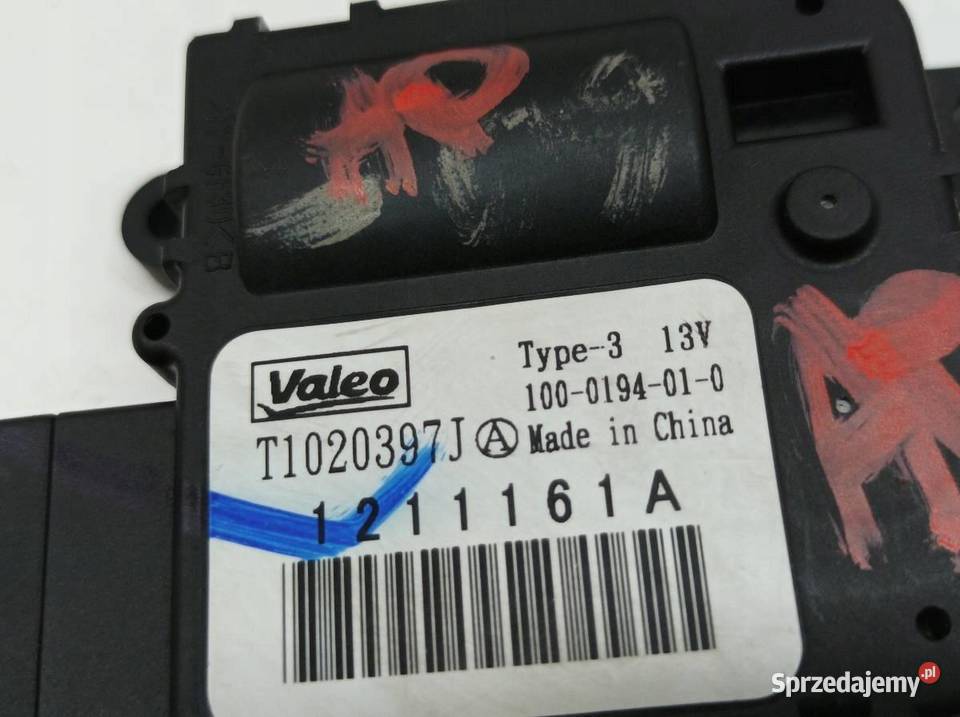 Valeo
Type-3 13V
100-0194-01-0
T1020397J Ⓐ Made in China
1211161A
Sprzedajemy.pl